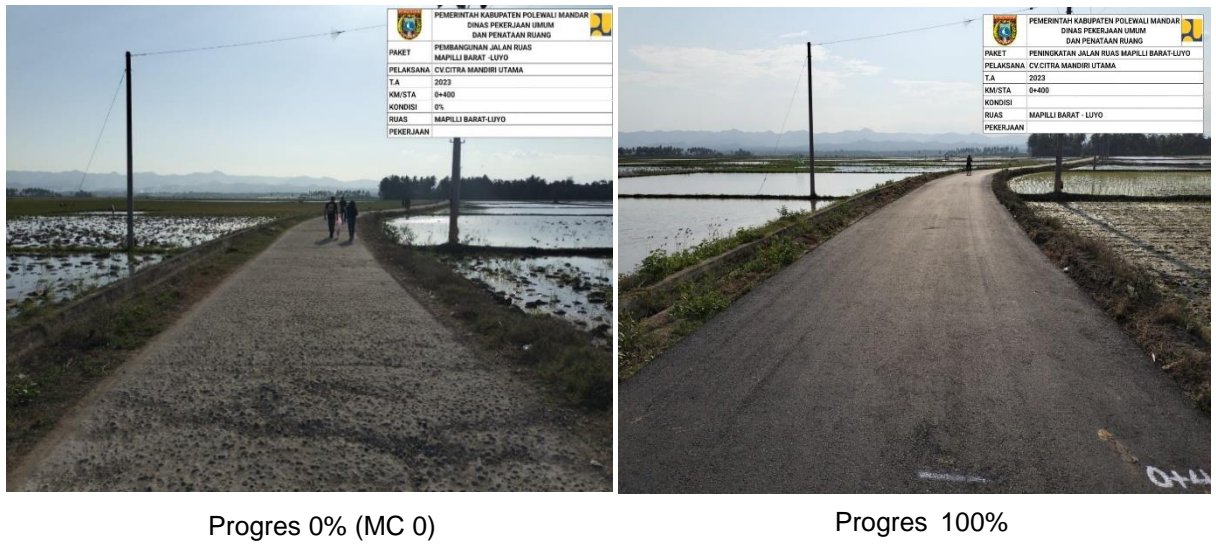 PEMERINTAH KABUPATEN POLEWALI MANDAR
DINAS PEKERJAAN UMUM
DAN PENATAAN RUANG
PAKET PEMBANGUNAN JALAN RUAS
MAPILLI BARAT -LUYO
PELAKSANA CV.CITRA MANDIRI UTAMA
T.A 2023
KM/STA 0+400
KONDISI 0%
RUAS MAPILLI BARAT-LUYO
PEKERJAAN
PEMERINTAH KABUPATEN POLEWALI MANDAR
DINAS PEKERJAAN UMUM
DAN PENATAAN RUANG
PAKET PENINGKATAN JALAN RUAS MAPILLI BARAT-LUYO
PELAKSANA CV.CITRA MANDIRI UTAMA
T.A 2023
KM/STA 0+400
KONDISI
RUAS MAPILLI BARAT - LUYO
PEKERJAAN
0+4
Progres 0% (MC 0)
Progres 100%